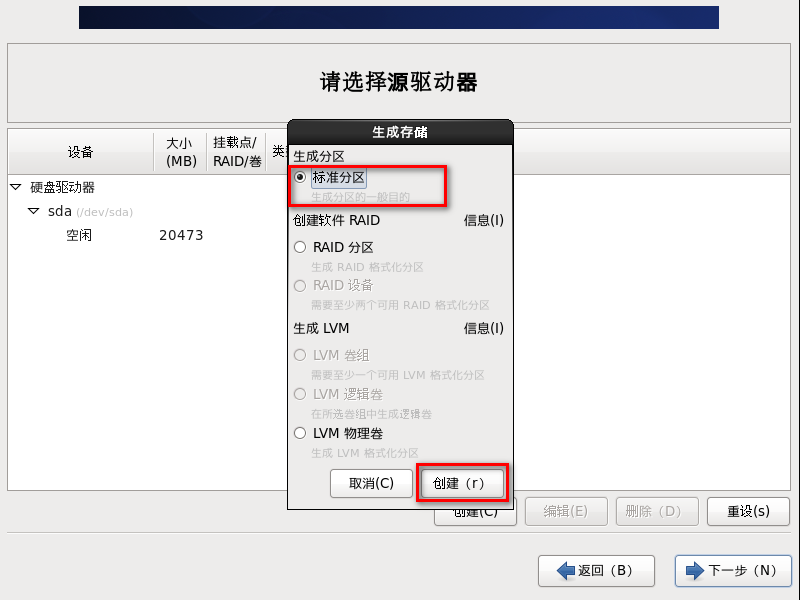 请选择源驱动器
设备
大小
(MB)
挂载点/
RAID/卷
硬盘驱动器
sda (/dev/sda)
空闲 20473
生成存储
生成分区
标准分区
生成分区的一般目的
创建软件 RAID 信息(I)
RAID 分区
生成 RAID 格式化分区
RAID 设备
需要至少两个可用 RAID 格式化分区
生成 LVM 信息(I)
LVM 卷组
需要至少一个可用 LVM 格式化分区
LVM 逻辑卷
在所选卷组中生成逻辑卷
LVM 物理卷
生成 LVM 格式化分区
取消(C) 创建（r）
创建(C) 编辑(E) 删除（D） 重设(s)
返回（B） 下一步（N）